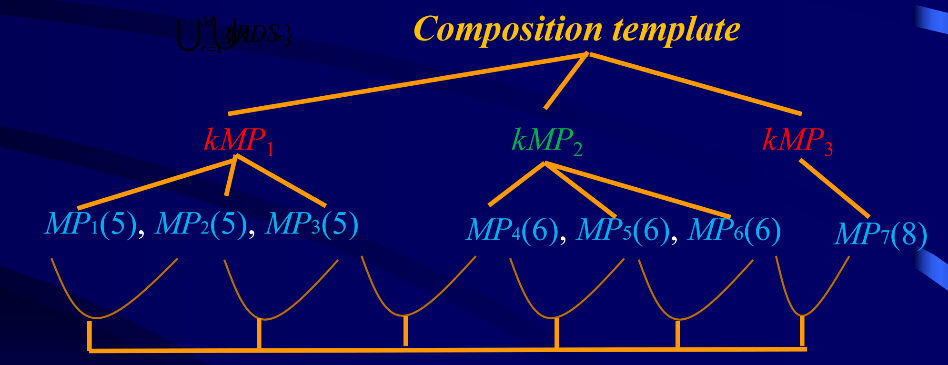 Composition template
kMP₁ kMP₂ kMP₃
MP₁(5), MP₂(5), MP₃(5) MP₄(6), MP₅(6), MP₆(6) MP₇(8)